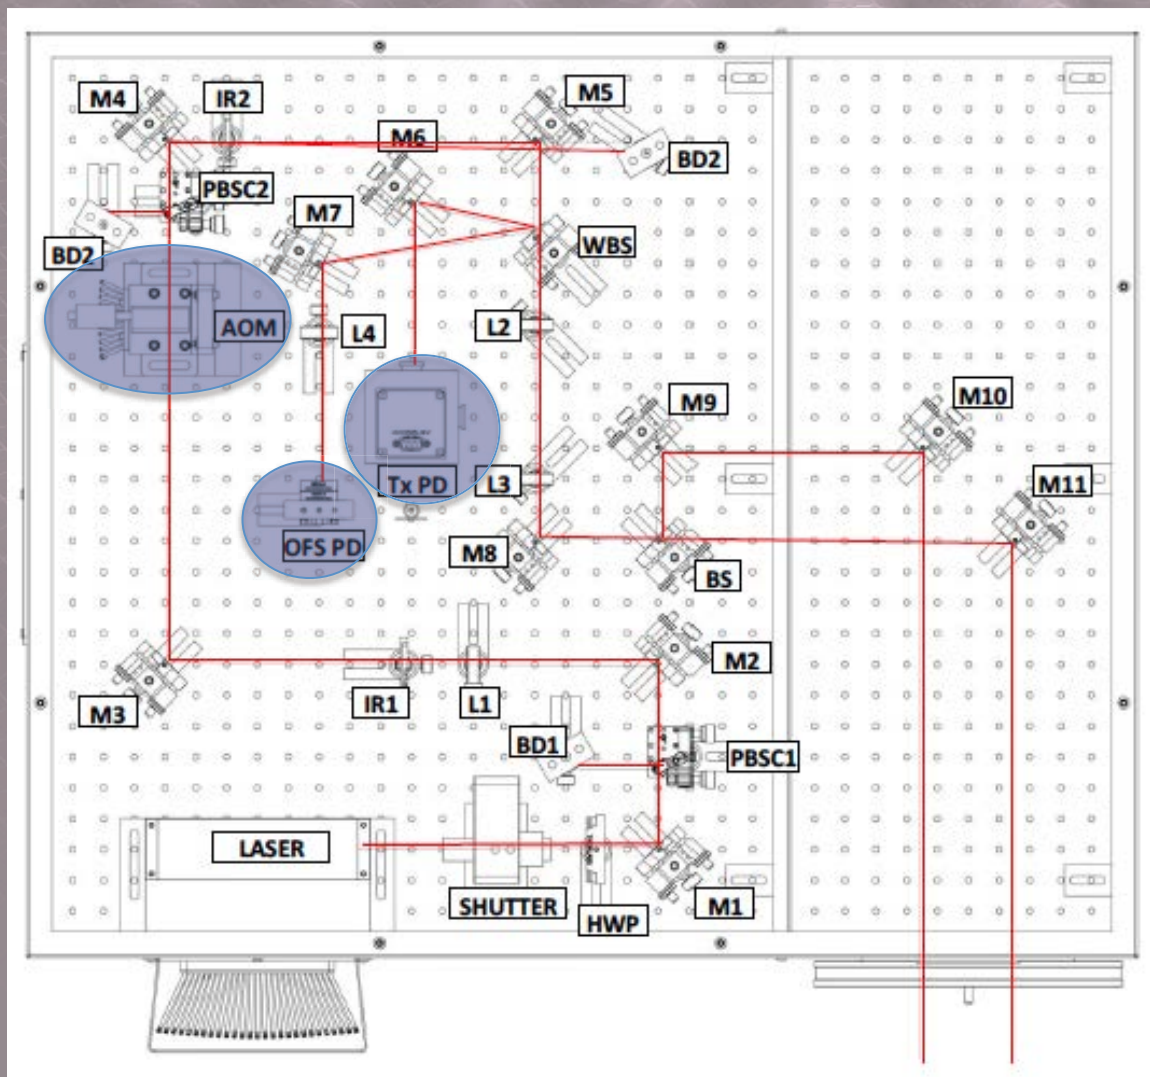 M4
IR2
M5
M6
BD2
PBSC2
M7
WBS
BD2
AOM
L4
L2
M9
M10
Tx PD
L3
M11
OFS PD
M8
BS
M2
M3
IR1
L1
BD1
PBSC1
LASER
SHUTTER
HWP
M1